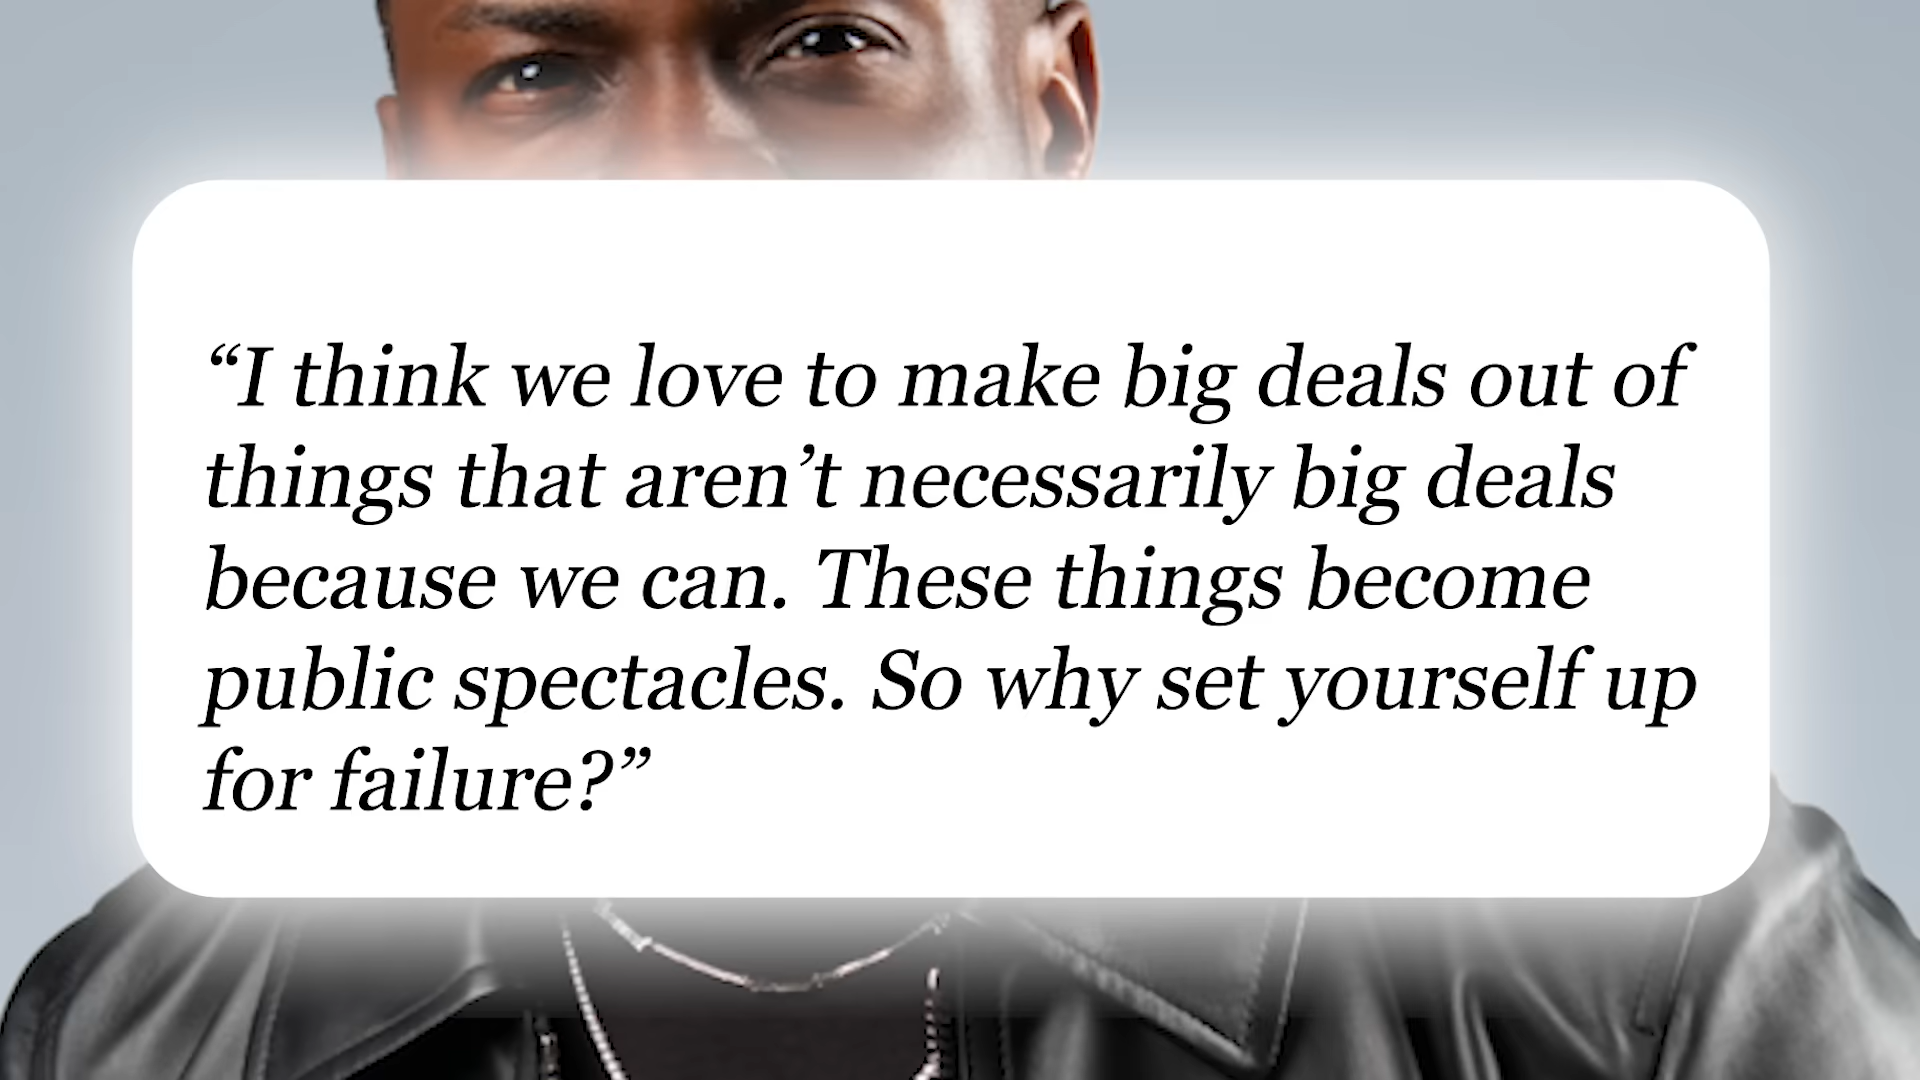 “I think we love to make big deals out of
things that aren’t necessarily big deals
because we can. These things become
public spectacles. So why set yourself up
for failure?”